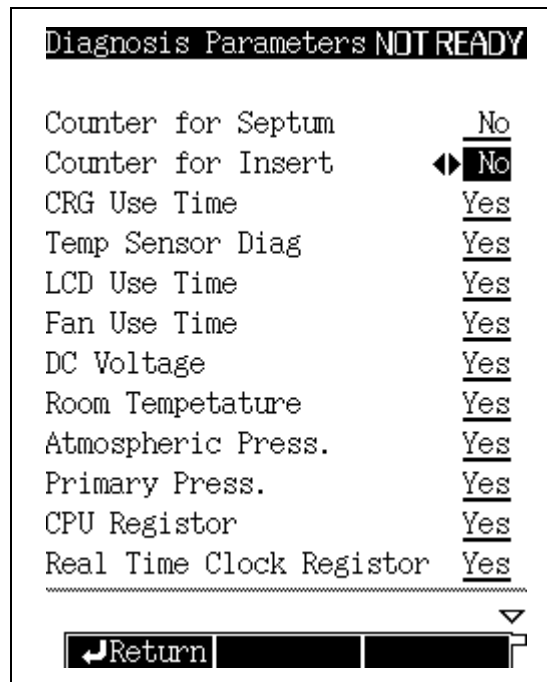 Diagnosis Parameters NOT READY
Counter for Septum No
Counter for Insert No
CRG Use Time Yes
Temp Sensor Diag Yes
LCD Use Time Yes
Fan Use Time Yes
DC Voltage Yes
Room Tempetature Yes
Atmospheric Press. Yes
Primary Press. Yes
CPU Registor Yes
Real Time Clock Registor Yes
Return